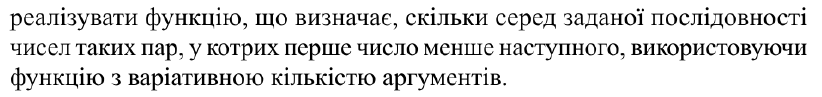 реалізувати функцію, що визначає, скільки серед заданої послідовності
чисел таких пар, у котрих перше число менше наступного, використовуючи
функцію з варіативною кількістю аргументів.